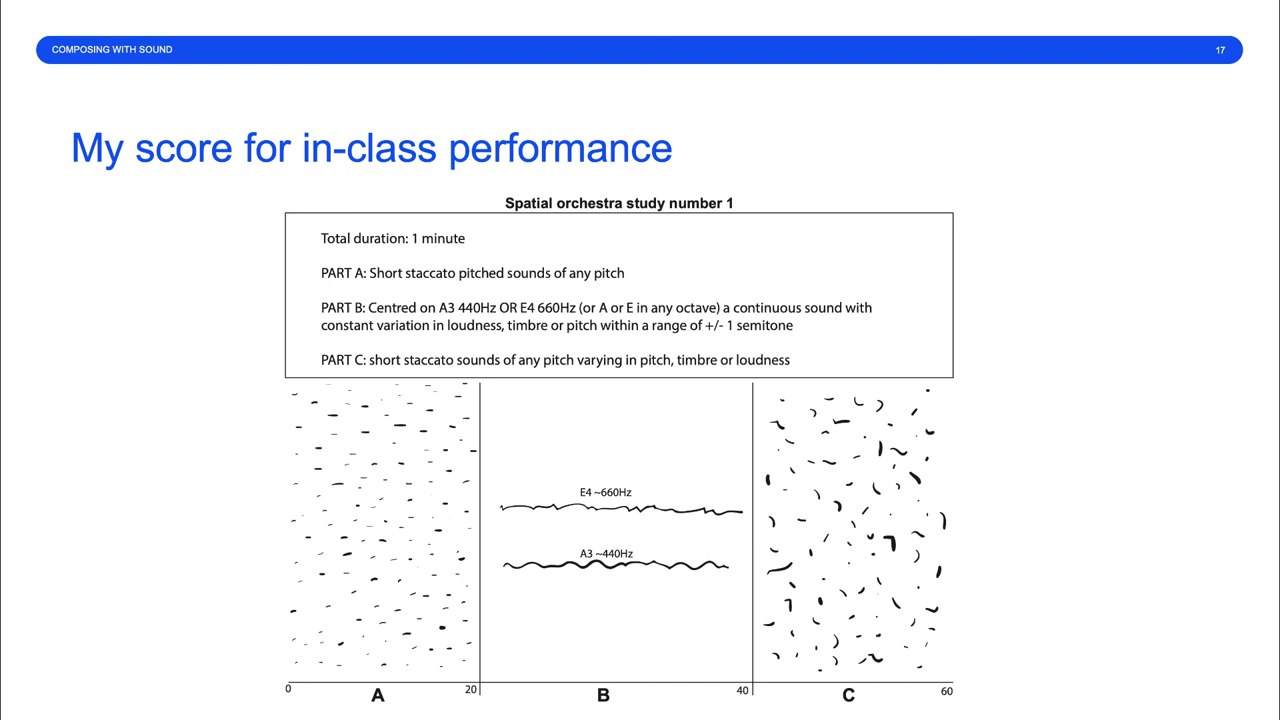 COMPOSING WITH SOUND
17
My score for in-class performance
Spatial orchestra study number 1
Total duration: 1 minute
PART A: Short staccato pitched sounds of any pitch
PART B: Centred on A3 440Hz OR E4 660Hz (or A or E in any octave) a continuous sound with
constant variation in loudness, timbre or pitch within a range of +/- 1 semitone
PART C: short staccato sounds of any pitch varying in pitch, timbre or loudness
E4 ~660Hz
A3 ~440Hz
0
20
40
60
A
B
C